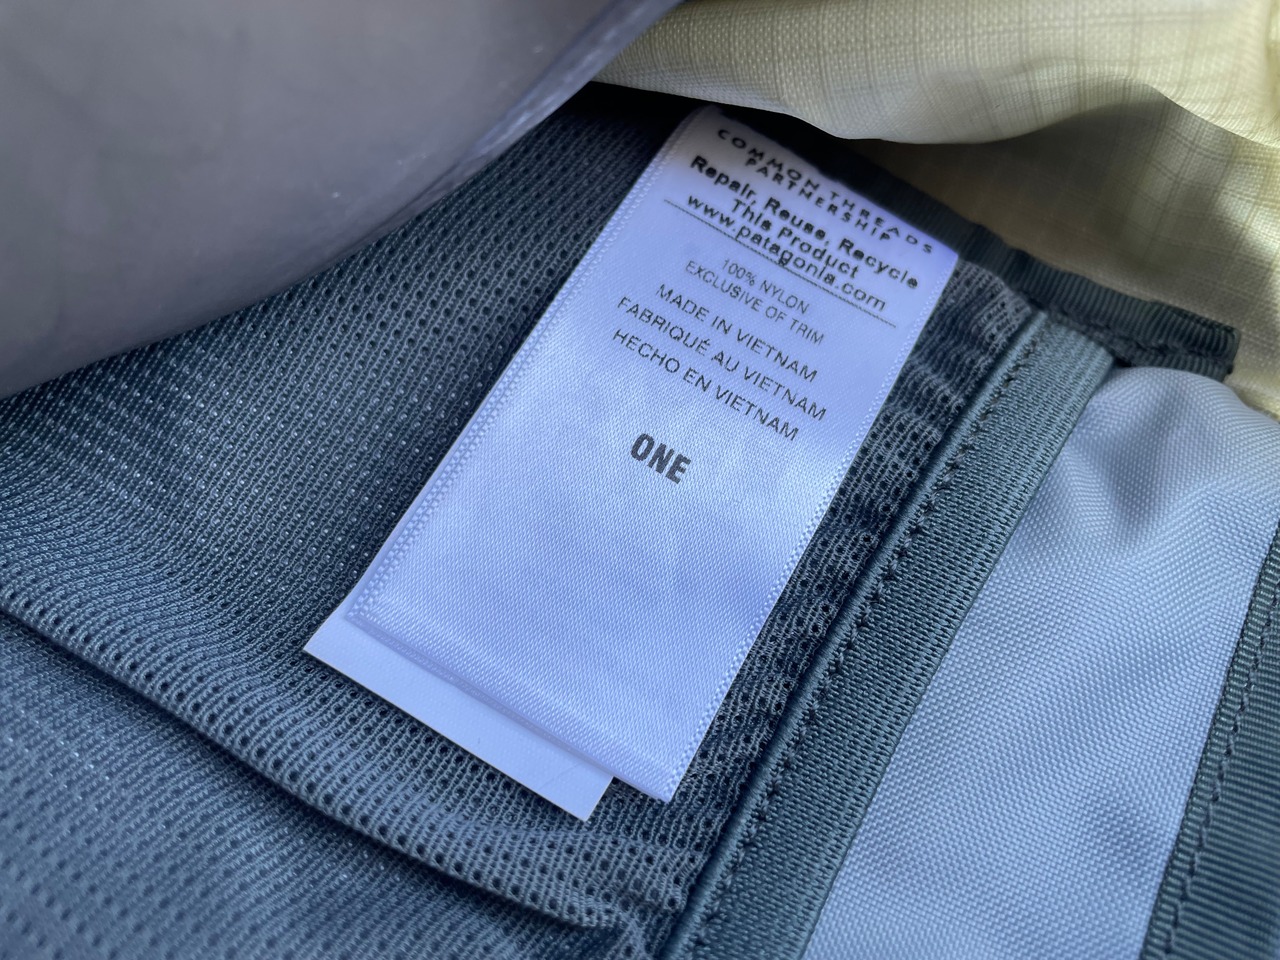 COMMON THREADS
PARTNERSHIP
Repair, Reuse, Recycle
This Product
www.patagonia.com
100% NYLON
EXCLUSIVE OF TRIM
MADE IN VIETNAM
FABRIQUÉ AU VIETNAM
HECHO EN VIETNAM
ONE